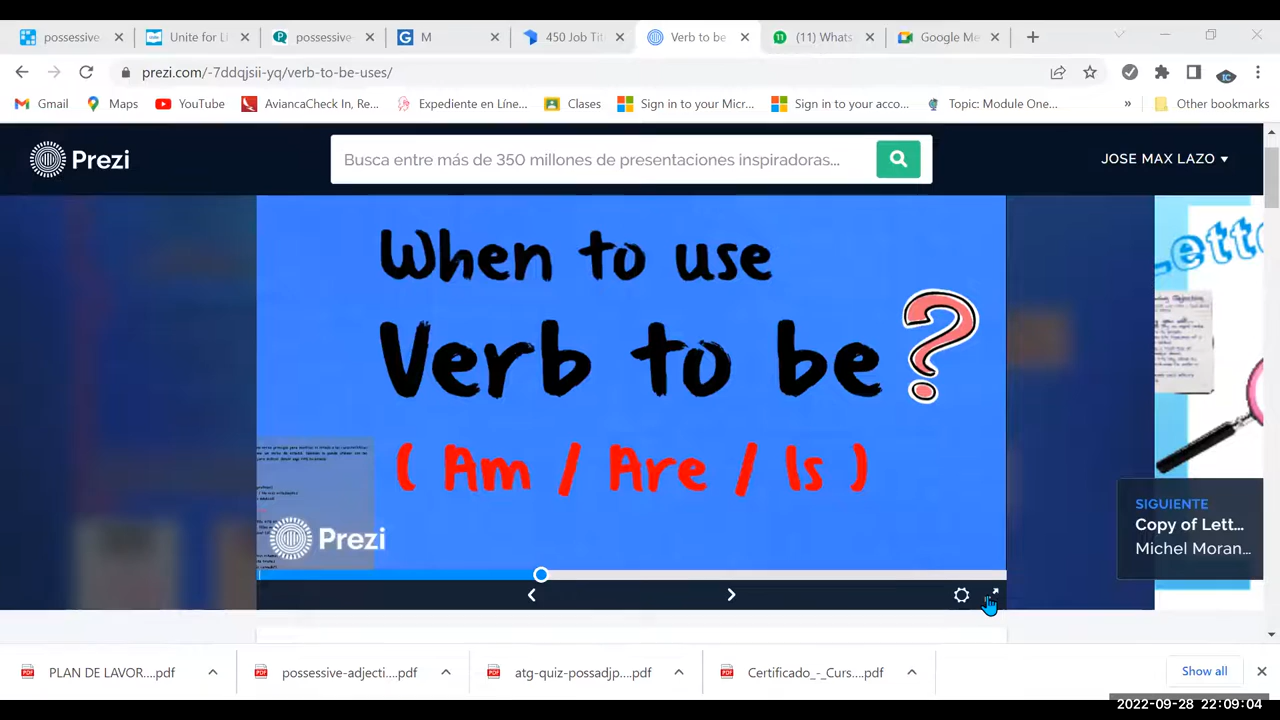 possessive
Unite for Li
possessive-
M
450 Job Tit
Verb to be
(11) Whats
Google Me
prezi.com/-7ddqjsii-yq/verb-to-be-uses/
Gmail
Maps
YouTube
AviancaCheck In, Re...
Expediente en Líne...
Clases
Sign in to your Micr...
Sign in to your acco...
Topic: Module One...
»
Other bookmarks
Prezi
Busca entre más de 350 millones de presentaciones inspiradoras...
JOSE MAX LAZO
When to use
Verb to be?
( Am / Are / Is )
Prezi
SIGUIENTE
Copy of Lett...
Michel Moran...
PLAN DE LAVOR....pdf
possessive-adjecti....pdf
atg-quiz-possadjp....pdf
Certificado_-_Curs....pdf
Show all
2022-09-28 22:09:04